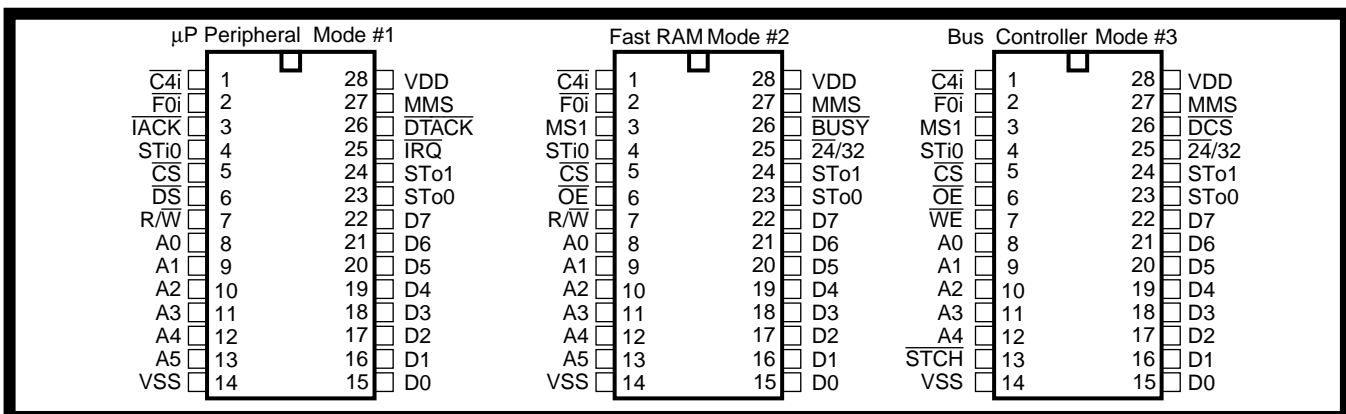 μP Peripheral Mode #1
C4i 1 28 VDD
F0i 2 27 MMS
IACK 3 26 DTACK
STi0 4 25 IRQ
CS 5 24 STo1
DS 6 23 STo0
R/W 7 22 D7
A0 8 21 D6
A1 9 20 D5
A2 10 19 D4
A3 11 18 D3
A4 12 17 D2
A5 13 16 D1
VSS 14 15 D0
Fast RAM Mode #2
C4i 1 28 VDD
F0i 2 27 MMS
MS1 3 26 BUSY
STi0 4 25 24/32
CS 5 24 STo1
OE 6 23 STo0
R/W 7 22 D7
A0 8 21 D6
A1 9 20 D5
A2 10 19 D4
A3 11 18 D3
A4 12 17 D2
A5 13 16 D1
VSS 14 15 D0
Bus Controller Mode #3
C4i 1 28 VDD
F0i 2 27 MMS
MS1 3 26 DCS
STi0 4 25 24/32
CS 5 24 STo1
OE 6 23 STo0
WE 7 22 D7
A0 8 21 D6
A1 9 20 D5
A2 10 19 D4
A3 11 18 D3
A4 12 17 D2
STCH 13 16 D1
VSS 14 15 D0